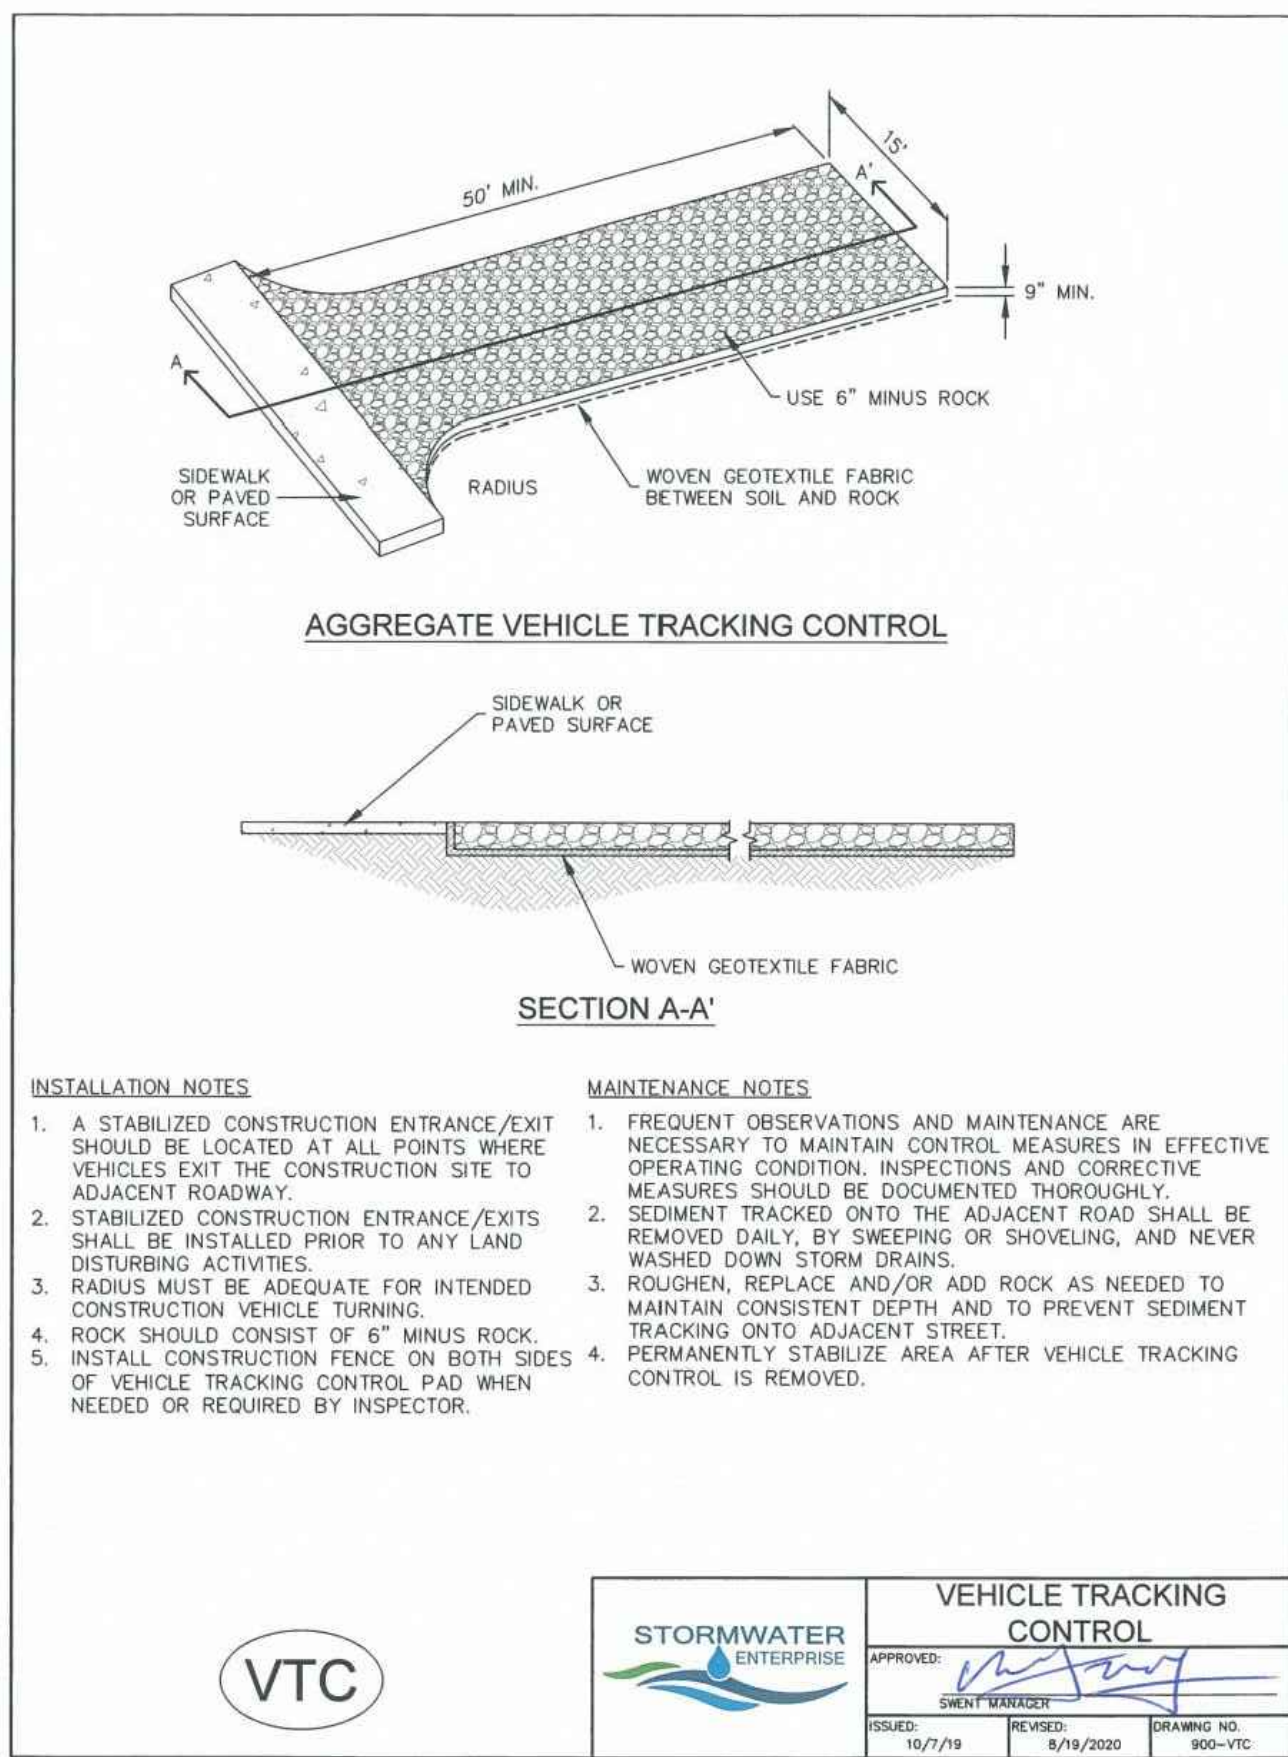 50' MIN.
15'
A'
9" MIN.
A
USE 6" MINUS ROCK
SIDEWALK
OR PAVED
SURFACE
RADIUS
WOVEN GEOTEXTILE FABRIC
BETWEEN SOIL AND ROCK
AGGREGATE VEHICLE TRACKING CONTROL
SIDEWALK OR
PAVED SURFACE
WOVEN GEOTEXTILE FABRIC
SECTION A-A'
INSTALLATION NOTES
1. A STABILIZED CONSTRUCTION ENTRANCE/EXIT
SHOULD BE LOCATED AT ALL POINTS WHERE
VEHICLES EXIT THE CONSTRUCTION SITE TO
ADJACENT ROADWAY.
2. STABILIZED CONSTRUCTION ENTRANCE/EXITS
SHALL BE INSTALLED PRIOR TO ANY LAND
DISTURBING ACTIVITIES.
3. RADIUS MUST BE ADEQUATE FOR INTENDED
CONSTRUCTION VEHICLE TURNING.
4. ROCK SHOULD CONSIST OF 6" MINUS ROCK.
5. INSTALL CONSTRUCTION FENCE ON BOTH SIDES
OF VEHICLE TRACKING CONTROL PAD WHEN
NEEDED OR REQUIRED BY INSPECTOR.
MAINTENANCE NOTES
1. FREQUENT OBSERVATIONS AND MAINTENANCE ARE
NECESSARY TO MAINTAIN CONTROL MEASURES IN EFFECTIVE
OPERATING CONDITION. INSPECTIONS AND CORRECTIVE
MEASURES SHOULD BE DOCUMENTED THOROUGHLY.
2. SEDIMENT TRACKED ONTO THE ADJACENT ROAD SHALL BE
REMOVED DAILY, BY SWEEPING OR SHOVELING, AND NEVER
WASHED DOWN STORM DRAINS.
3. ROUGHEN, REPLACE AND/OR ADD ROCK AS NEEDED TO
MAINTAIN CONSISTENT DEPTH AND TO PREVENT SEDIMENT
TRACKING ONTO ADJACENT STREET.
4. PERMANENTLY STABILIZE AREA AFTER VEHICLE TRACKING
CONTROL IS REMOVED.
VTC
STORMWATER
ENTERPRISE
VEHICLE TRACKING
CONTROL
APPROVED:
SWENT MANAGER
ISSUED:
10/7/19
REVISED:
8/19/2020
DRAWING NO.
900-VTC